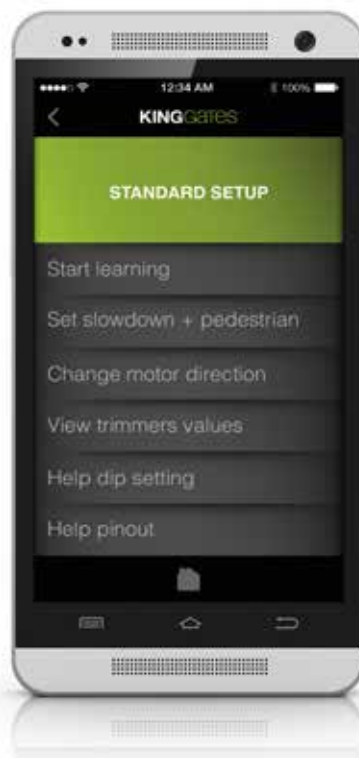 12:34 AM 100%
KINGGATES
STANDARD SETUP
Start learning
Set slowdown + pedestrian
Change motor direction
View trimmers values
Help dip setting
Help pinout